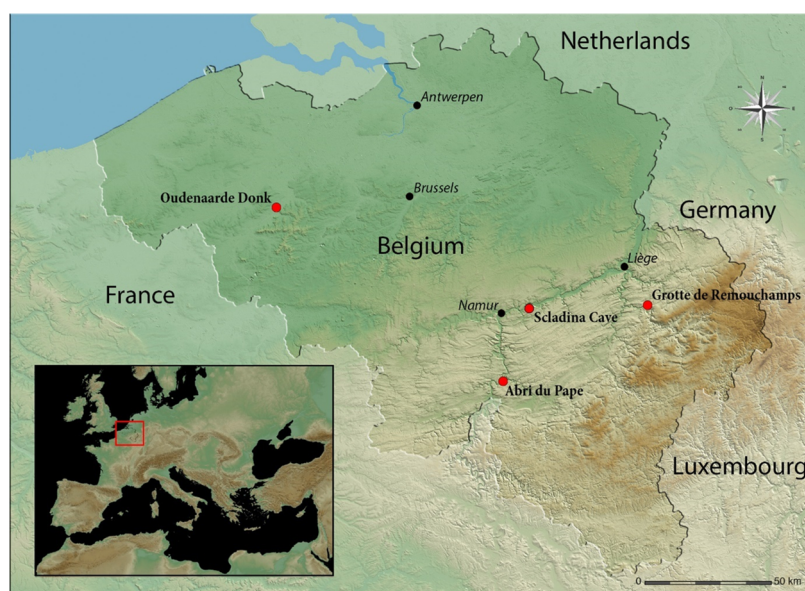 Netherlands
Antwerpen
Oudenaarde Donk
Brussels
Germany
Belgium
Liège
France
Grotte de Remouchamps
Namur
Scladina Cave
Abri du Pape
Luxembourg
0 50 km